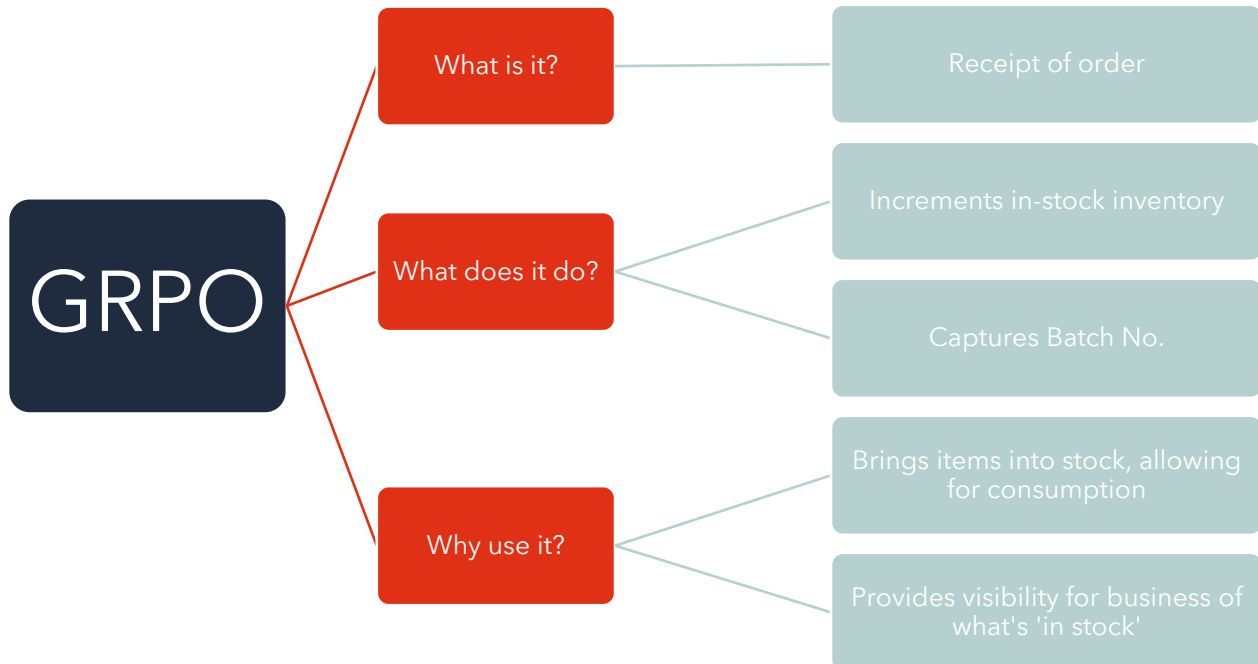 GRPO
What is it?
Receipt of order
What does it do?
Increments in-stock inventory
Captures Batch No.
Why use it?
Brings items into stock, allowing
for consumption
Provides visibility for business of
what's 'in stock'